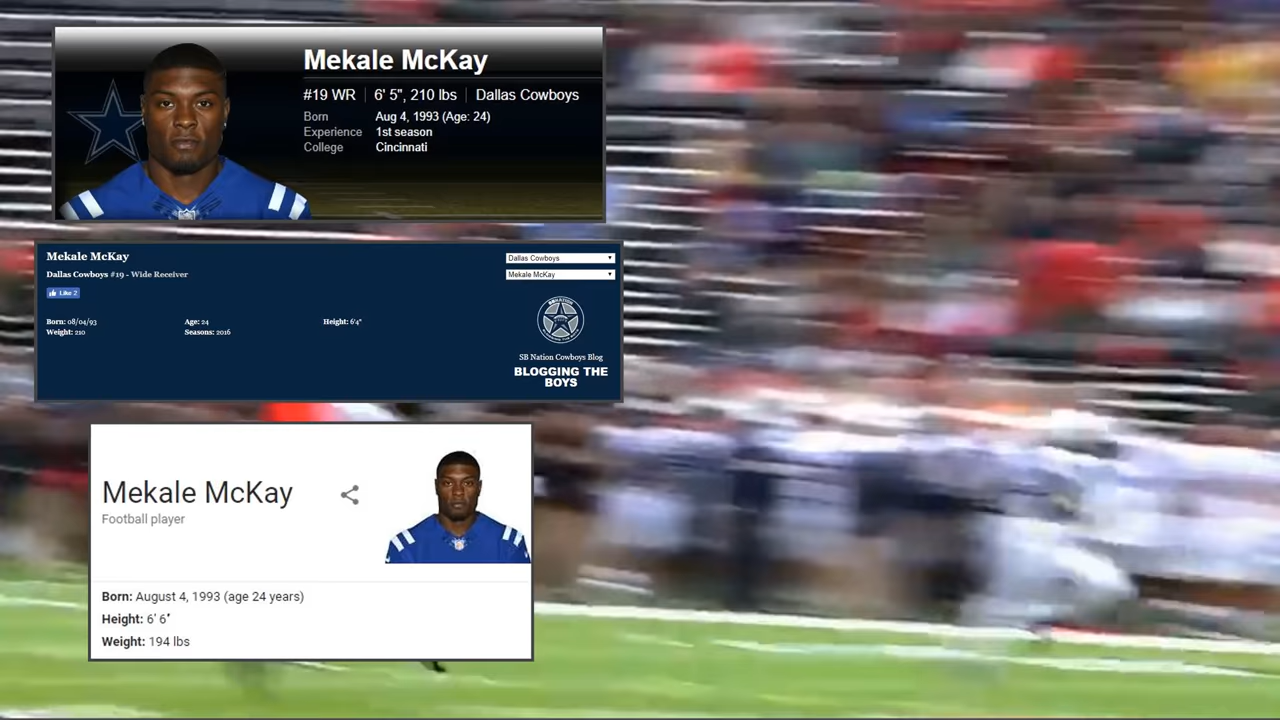 Mekale McKay
#19 WR 6' 5", 210 lbs Dallas Cowboys
Born Aug 4, 1993 (Age: 24)
Experience 1st season
College Cincinnati
Mekale McKay
Dallas Cowboys #19 - Wide Receiver
Like 2
Born: 08/04/93 Age: 24 Height: 6'4"
Weight: 210 Seasons: 2016
Dallas Cowboys
Mekale McKay
SB Nation Cowboys Blog
BLOGGING THE
BOYS
Mekale McKay
Football player
Born: August 4, 1993 (age 24 years)
Height: 6' 6"
Weight: 194 lbs